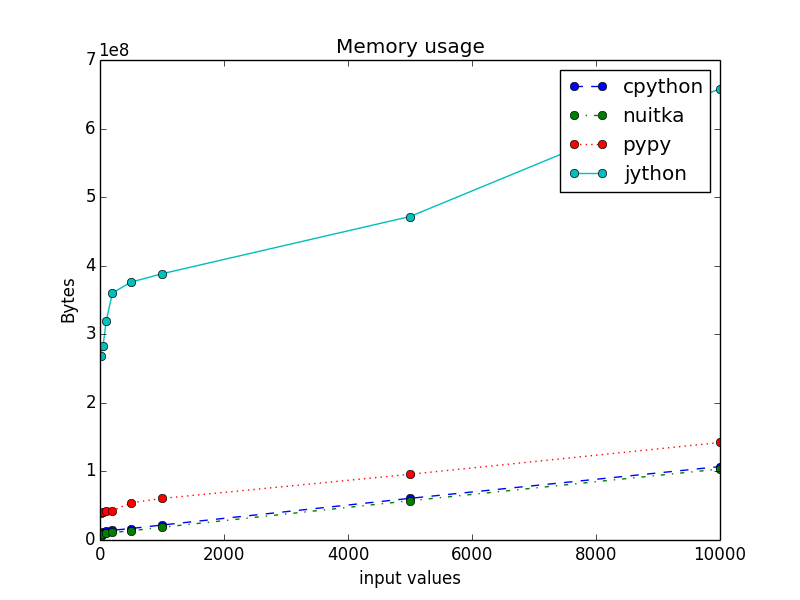 Memory usage
1e8
7
6
5
4
3
2
1
0
Bytes
cpython
nuitka
pypy
jython
0 2000 4000 6000 8000 10000
input values